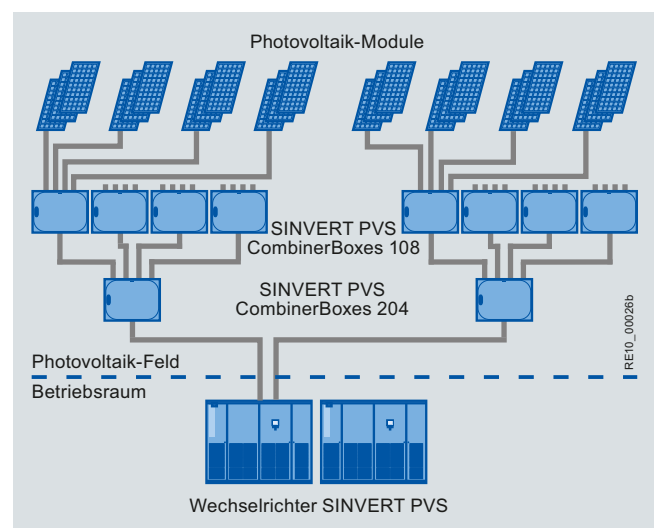 Photovoltaik-Module
SINVERT PVS
CombinerBoxes 108
SINVERT PVS
CombinerBoxes 204
RE10_00026b
Photovoltaik-Feld
Betriebsraum
Wechselrichter SINVERT PVS